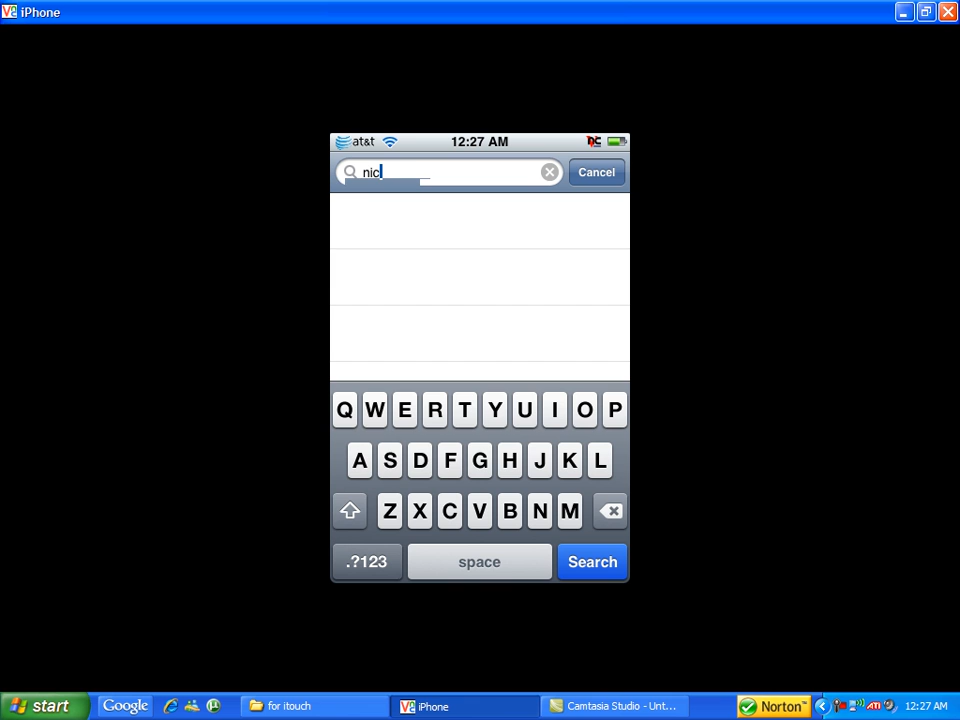 iPhone
at&t 12:27 AM
nic Cancel
Q W E R T Y U I O P
A S D F G H J K L
Z X C V B N M
.?123 space Search
start Google for itouch iPhone Camtasia Studio - Unt... Norton 12:27 AM